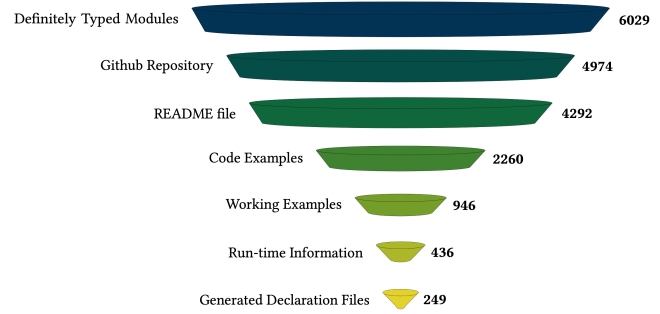 Definitely Typed Modules 6029
Github Repository 4974
README file 4292
Code Examples 2260
Working Examples 946
Run-time Information 436
Generated Declaration Files 249